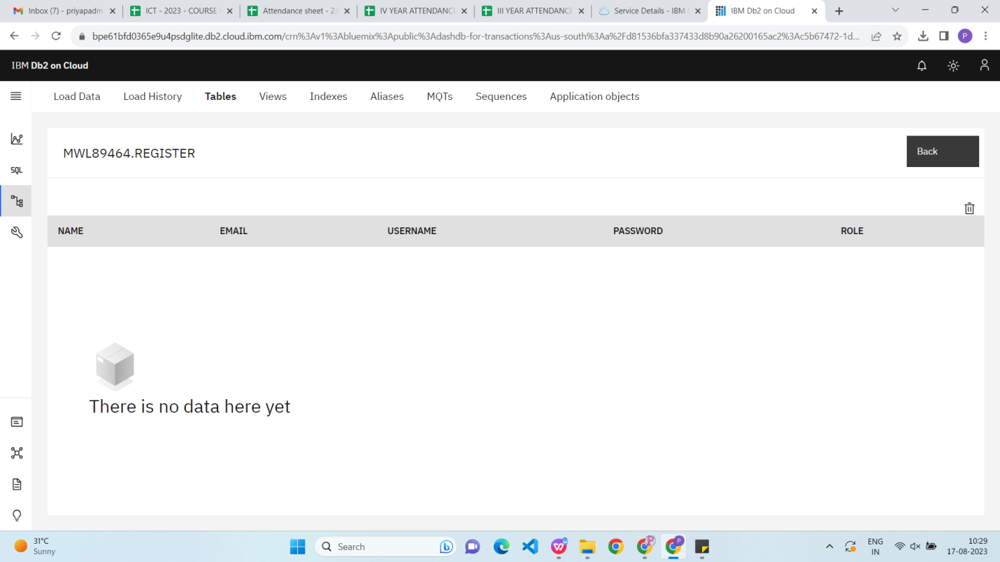 Inbox (7) - priyapadm
ICT - 2023 - COURSE
Attendance sheet - 23
IV YEAR ATTENDANCE
III YEAR ATTENDANCE
Service Details - IBM
IBM Db2 on Cloud
bpe61bfd0365e9u4psdglite.db2.cloud.ibm.com/crn%3Av1%3Abluemix%3Apublic%3Adashdb-for-transactions%3Aus-south%3Aa%2Fd81536bfa337433d8b90a26200165ac2%3Ac5b67472-1d...
P
IBM Db2 on Cloud
Load Data
Load History
Tables
Views
Indexes
Aliases
MQTs
Sequences
Application objects
SQL
MWL89464.REGISTER
Back
NAME
EMAIL
USERNAME
PASSWORD
ROLE
There is no data here yet
31°C
Sunny
Search
ENG
IN
10:29
17-08-2023